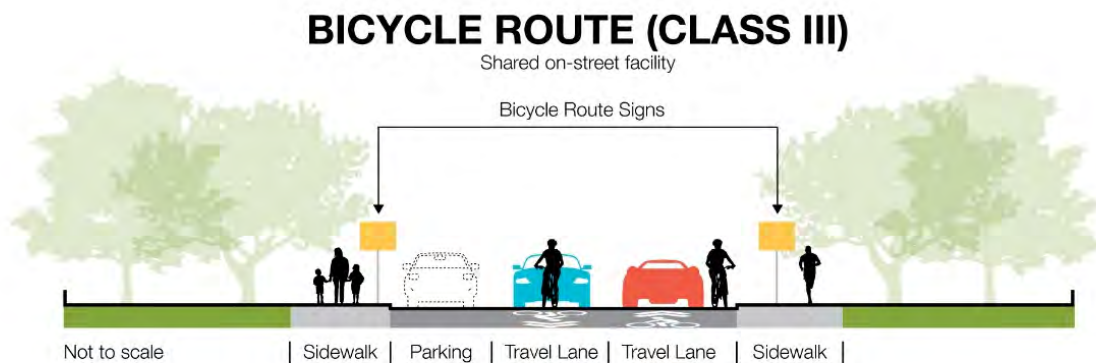 BICYCLE ROUTE (CLASS III)
Shared on-street facility
Bicycle Route Signs
Not to scale
Sidewalk
Parking
Travel Lane
Travel Lane
Sidewalk